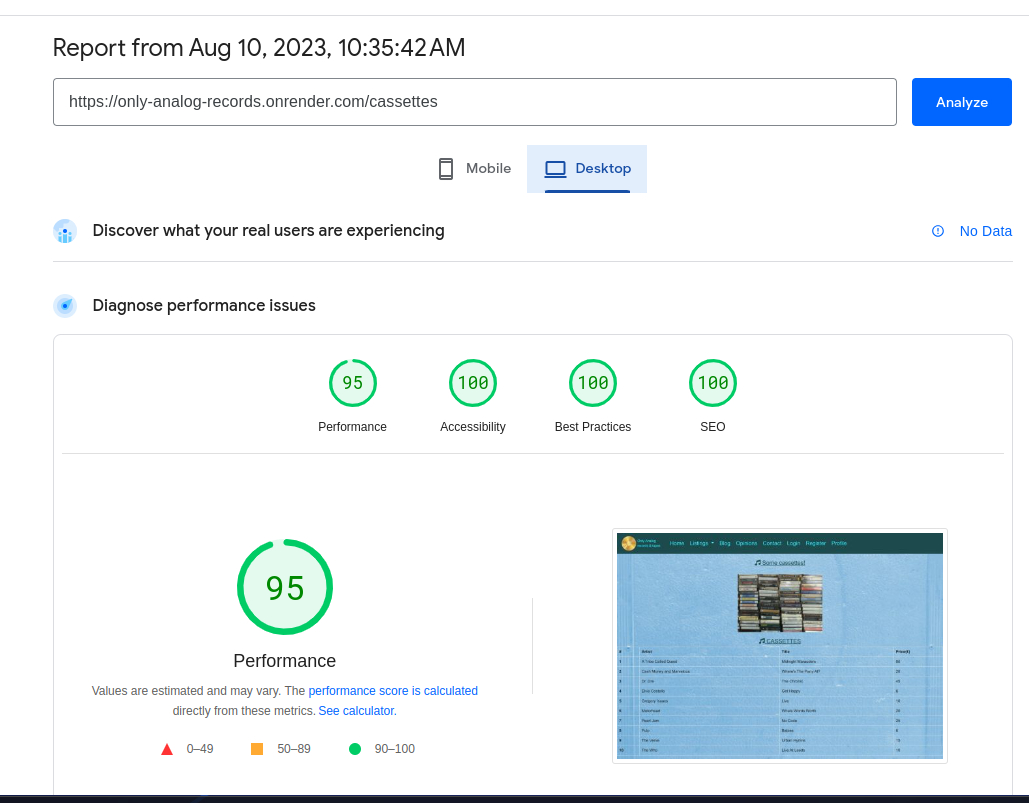 Report from Aug 10, 2023, 10:35:42 AM
https://only-analog-records.onrender.com/cassettes
Analyze
Mobile
Desktop
Discover what your real users are experiencing
No Data
Diagnose performance issues
95
100
100
100
Performance
Accessibility
Best Practices
SEO
95
Performance
Values are estimated and may vary. The performance score is calculated
directly from these metrics. See calculator.
0–49
50–89
90–100
Home Listings Blog Opinions Contact Login Register Profile
Some cassettes!
CASSETTES